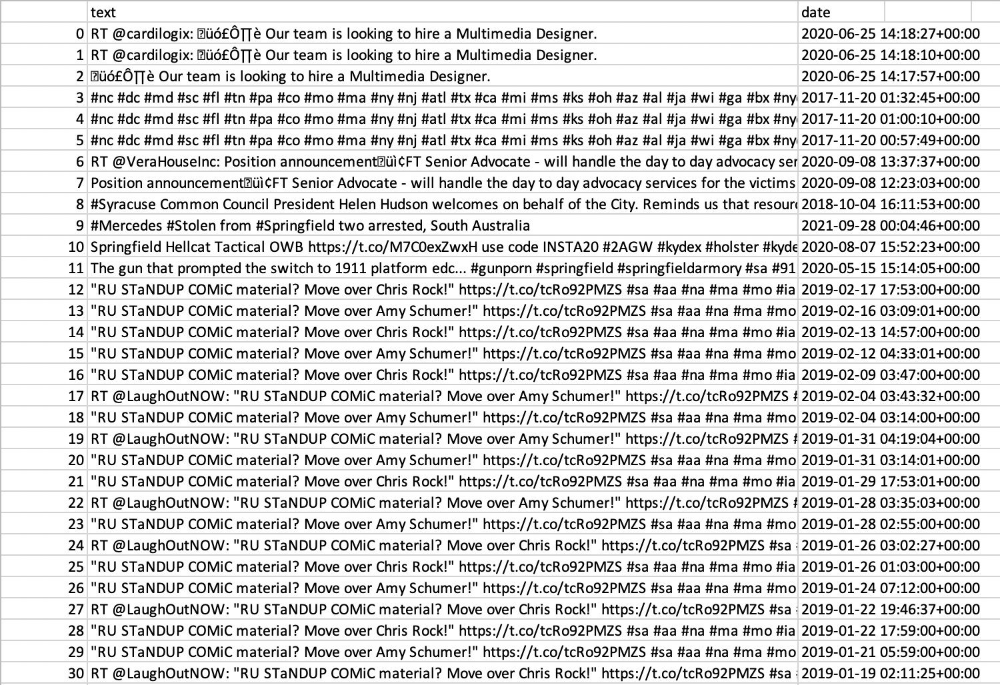 text date
0 RT @cardilogix: �üó£Ô∏è Our team is looking to hire a Multimedia Designer. 2020-06-25 14:18:27+00:00
1 RT @cardilogix: �üó£Ô∏è Our team is looking to hire a Multimedia Designer. 2020-06-25 14:18:10+00:00
2 �üó£Ô∏è Our team is looking to hire a Multimedia Designer. 2020-06-25 14:17:57+00:00
3 #nc #dc #md #sc #fl #tn #pa #co #mo #ma #ny #nj #atl #tx #ca #mi #ms #ks #oh #az #al #ja #wi #ga #bx #ny 2017-11-20 01:32:45+00:00
4 #nc #dc #md #sc #fl #tn #pa #co #mo #ma #ny #nj #atl #tx #ca #mi #ms #ks #oh #az #al #ja #wi #ga #bx #ny 2017-11-20 01:00:10+00:00
5 #nc #dc #md #sc #fl #tn #pa #co #mo #ma #ny #nj #atl #tx #ca #mi #ms #ks #oh #az #al #ja #wi #ga #bx #ny 2017-11-20 00:57:49+00:00
6 RT @VeraHouseInc: Position announcement�üì¢FT Senior Advocate - will handle the day to day advocacy ser 2020-09-08 13:37:37+00:00
7 Position announcement�üì¢FT Senior Advocate - will handle the day to day advocacy services for the victims 2020-09-08 12:23:03+00:00
8 #Syracuse Common Council President Helen Hudson welcomes on behalf of the City. Reminds us that resour 2018-10-04 16:11:53+00:00
9 #Mercedes #Stolen from #Springfield two arrested, South Australia 2021-09-28 00:04:46+00:00
10 Springfield Hellcat Tactical OWB https://t.co/M7C0exZwxH use code INSTA20 #2AGW #kydex #holster #kyde 2020-08-07 15:52:23+00:00
11 The gun that prompted the switch to 1911 platform edc... #gunporn #springfield #springfieldarmory #sa #91 2020-05-15 15:14:05+00:00
12 "RU STaNDUP COMiC material? Move over Chris Rock!" https://t.co/tcRo92PMZS #sa #aa #na #ma #mo #ia 2019-02-17 17:53:00+00:00
13 "RU STaNDUP COMiC material? Move over Amy Schumer!" https://t.co/tcRo92PMZS #sa #aa #na #ma #mo 2019-02-16 03:09:01+00:00
14 "RU STaNDUP COMiC material? Move over Chris Rock!" https://t.co/tcRo92PMZS #sa #aa #na #ma #mo #ia 2019-02-13 14:57:00+00:00
15 "RU STaNDUP COMiC material? Move over Amy Schumer!" https://t.co/tcRo92PMZS #sa #aa #na #ma #mo 2019-02-12 04:33:01+00:00
16 "RU STaNDUP COMiC material? Move over Chris Rock!" https://t.co/tcRo92PMZS #sa #aa #na #ma #mo #ia 2019-02-09 03:47:00+00:00
17 RT @LaughOutNOW: "RU STaNDUP COMiC material? Move over Amy Schumer!" https://t.co/tcRo92PMZS # 2019-02-04 03:43:32+00:00
18 "RU STaNDUP COMiC material? Move over Amy Schumer!" https://t.co/tcRo92PMZS #sa #aa #na #ma #mo 2019-02-04 03:14:00+00:00
19 RT @LaughOutNOW: "RU STaNDUP COMiC material? Move over Amy Schumer!" https://t.co/tcRo92PMZS # 2019-01-31 04:19:04+00:00
20 "RU STaNDUP COMiC material? Move over Amy Schumer!" https://t.co/tcRo92PMZS #sa #aa #na #ma #mo 2019-01-31 03:14:01+00:00
21 "RU STaNDUP COMiC material? Move over Chris Rock!" https://t.co/tcRo92PMZS #sa #aa #na #ma #mo #ia 2019-01-29 17:53:01+00:00
22 RT @LaughOutNOW: "RU STaNDUP COMiC material? Move over Amy Schumer!" https://t.co/tcRo92PMZS # 2019-01-28 03:35:03+00:00
23 "RU STaNDUP COMiC material? Move over Amy Schumer!" https://t.co/tcRo92PMZS #sa #aa #na #ma #mo 2019-01-28 02:55:00+00:00
24 RT @LaughOutNOW: "RU STaNDUP COMiC material? Move over Chris Rock!" https://t.co/tcRo92PMZS #sa 2019-01-26 03:02:27+00:00
25 "RU STaNDUP COMiC material? Move over Chris Rock!" https://t.co/tcRo92PMZS #sa #aa #na #ma #mo #ia 2019-01-26 01:03:00+00:00
26 "RU STaNDUP COMiC material? Move over Amy Schumer!" https://t.co/tcRo92PMZS #sa #aa #na #ma #mo 2019-01-24 07:12:00+00:00
27 RT @LaughOutNOW: "RU STaNDUP COMiC material? Move over Chris Rock!" https://t.co/tcRo92PMZS #sa 2019-01-22 19:46:37+00:00
28 "RU STaNDUP COMiC material? Move over Chris Rock!" https://t.co/tcRo92PMZS #sa #aa #na #ma #mo #ia 2019-01-22 17:59:00+00:00
29 "RU STaNDUP COMiC material? Move over Amy Schumer!" https://t.co/tcRo92PMZS #sa #aa #na #ma #mo 2019-01-21 05:59:00+00:00
30 RT @LaughOutNOW: "RU STaNDUP COMiC material? Move over Chris Rock!" https://t.co/tcRo92PMZS #sa 2019-01-19 02:11:25+00:00